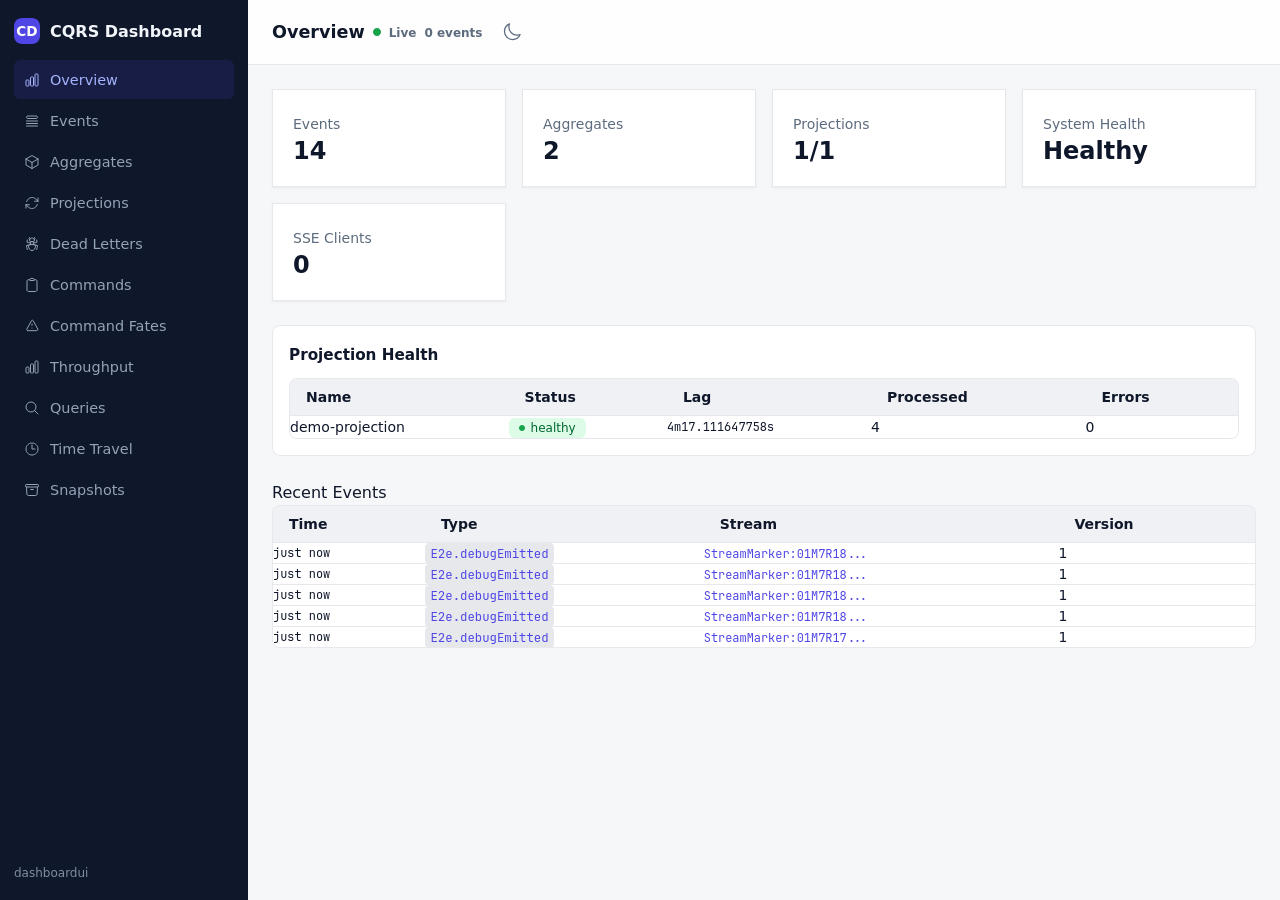 CD CQRS Dashboard
Overview
Events
Aggregates
Projections
Dead Letters
Commands
Command Fates
Throughput
Queries
Time Travel
Snapshots
dashboardui
Overview Live 0 events
Events
14
Aggregates
2
Projections
1/1
System Health
Healthy
SSE Clients
0
Projection Health
Name Status Lag Processed Errors
demo-projection healthy 4m17.111647758s 4 0
Recent Events
Time Type Stream Version
just now E2e.debugEmitted StreamMarker:01M7R18... 1
just now E2e.debugEmitted StreamMarker:01M7R18... 1
just now E2e.debugEmitted StreamMarker:01M7R18... 1
just now E2e.debugEmitted StreamMarker:01M7R18... 1
just now E2e.debugEmitted StreamMarker:01M7R17... 1